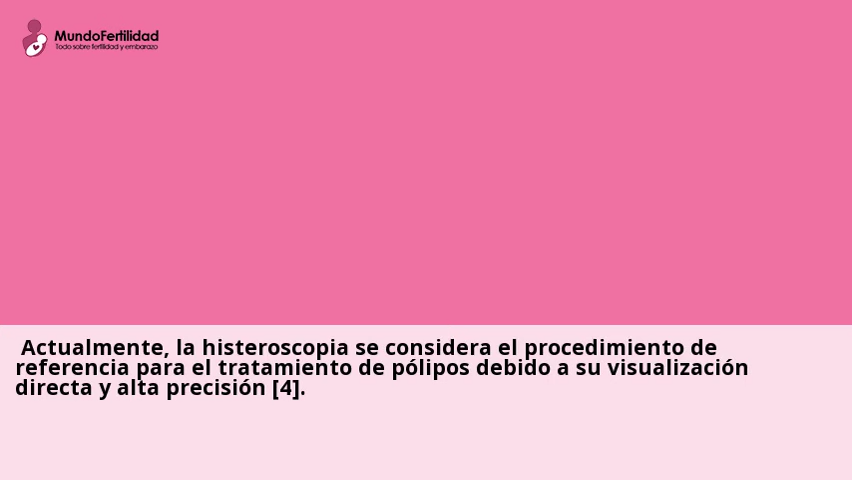 MundoFertilidad
Todo sobre fertilidad y embarazo
Actualmente, la histeroscopia se considera el procedimiento de
referencia para el tratamiento de pólipos debido a su visualización
directa y alta precisión [4].